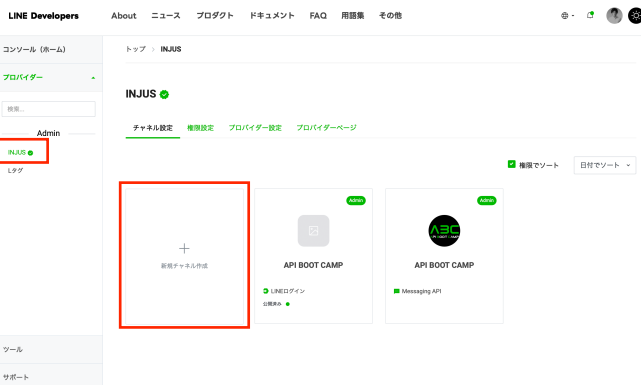 LINE Developers
About ニュース プロダクト ドキュメント FAQ 用語集 その他
コンソール（ホーム）
トップ > INJUS
プロバイダー
INJUS
検索...
チャネル設定 権限設定 プロバイダー設定 プロバイダーページ
Admin
INJUS
権限でソート 日付でソート
Lタグ
Admin
Admin
ABC
API BOOT CAMP
新規チャネル作成
API BOOT CAMP
API BOOT CAMP
LINEログイン
Messaging API
公開済み
ツール
サポート